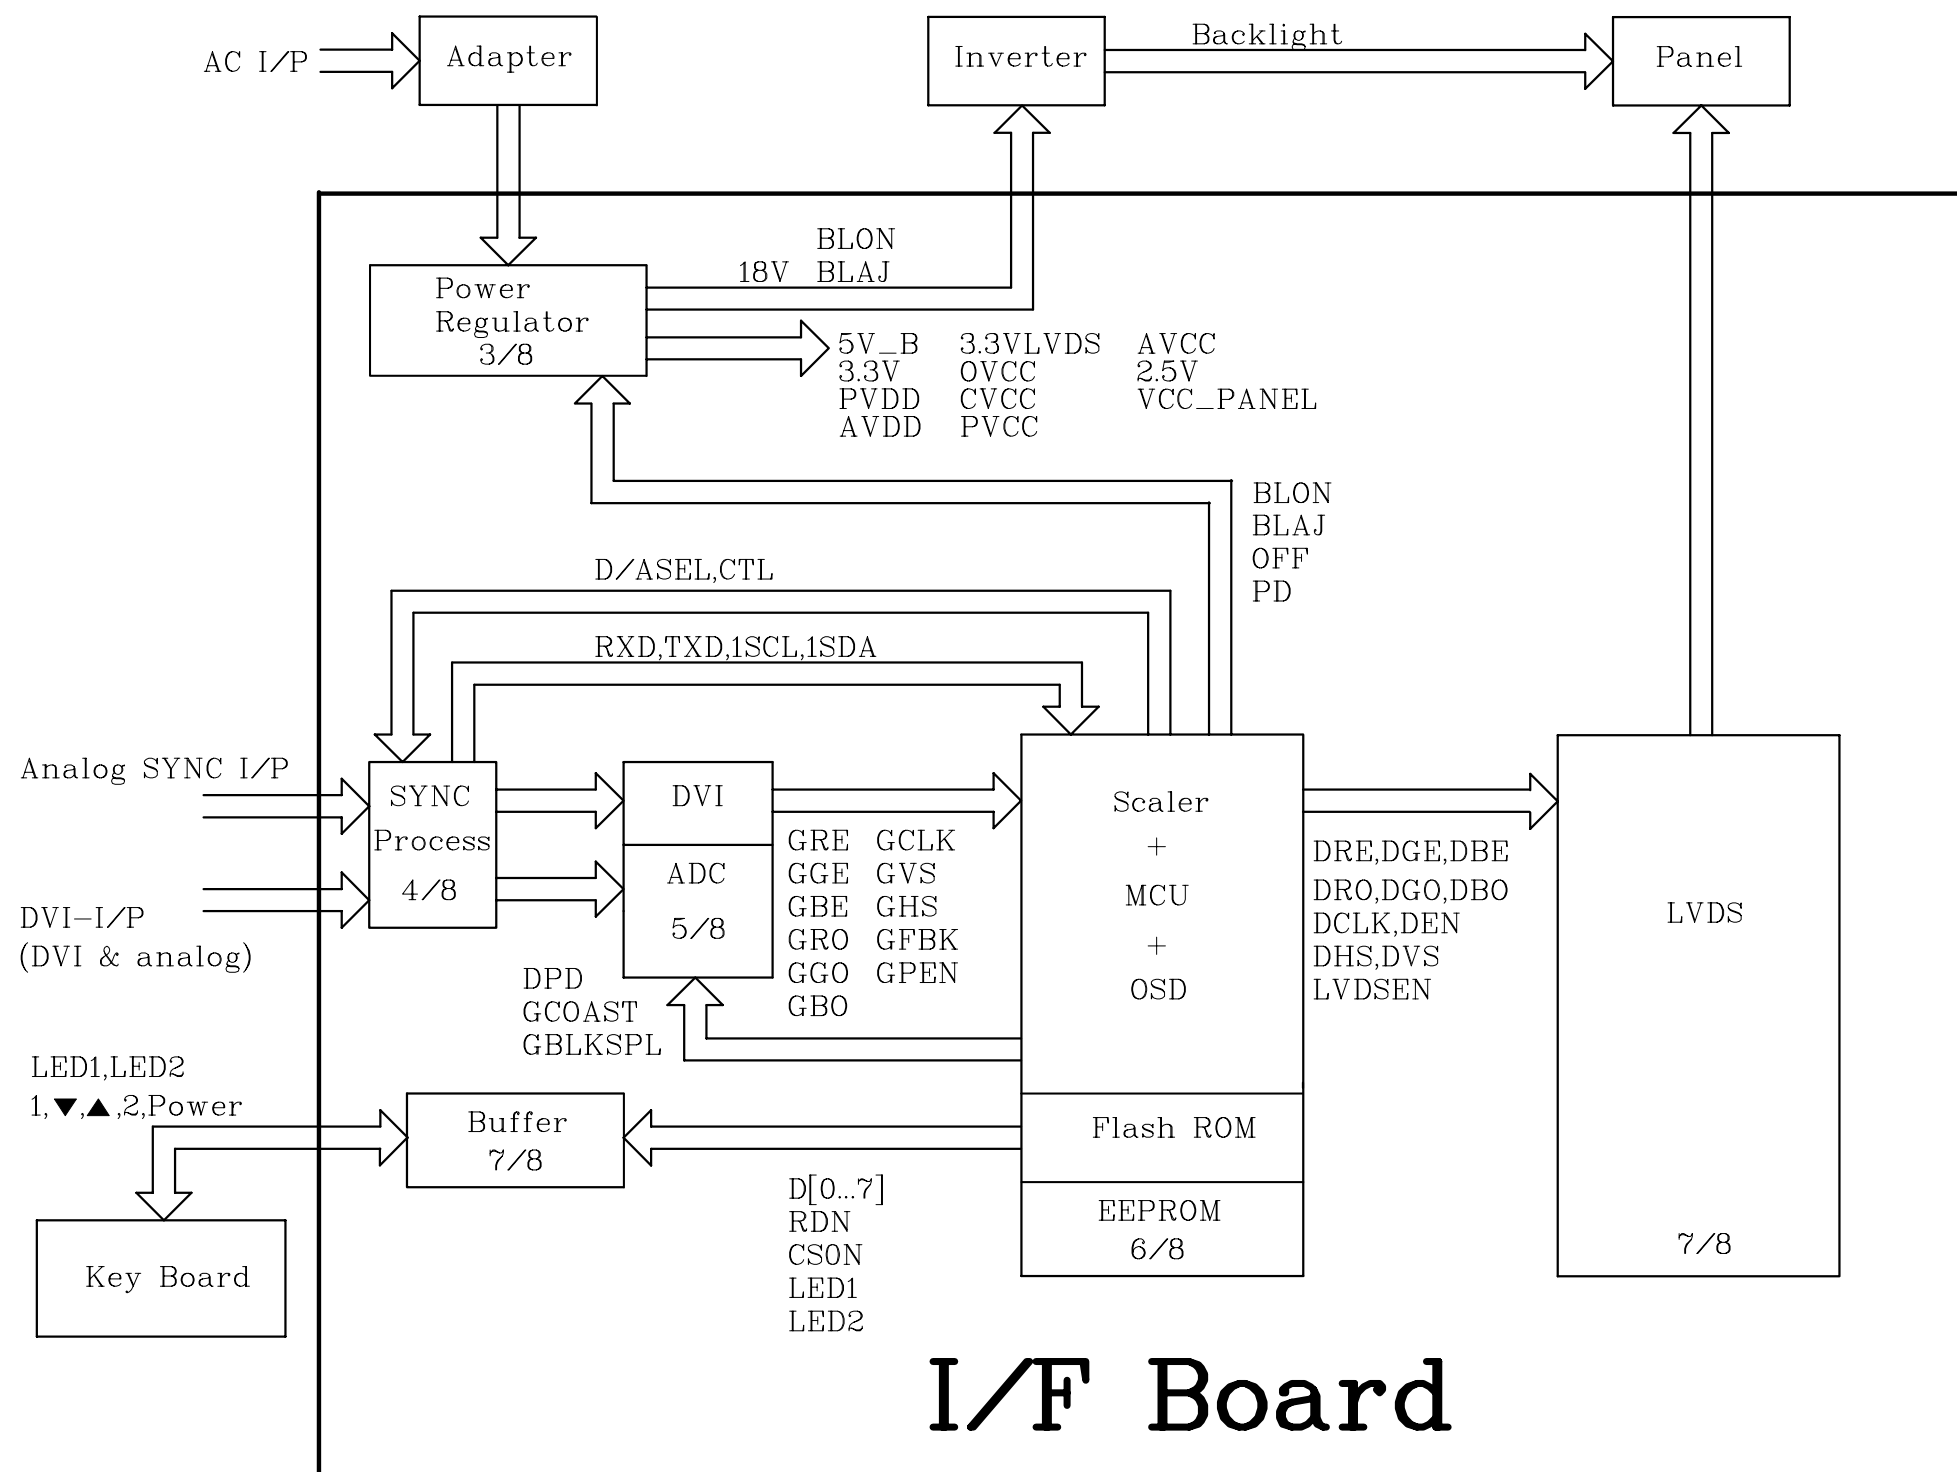 AC I/P
Adapter
Inverter
Backlight
Panel
Power
Regulator
3/8
BLON
18V BLAJ
5V_B 3.3VLVDS AVCC
3.3V OVCC 2.5V
PVDD CVCC VCC_PANEL
AVDD PVCC
BLON
BLAJ
OFF
PD
D/ASEL,CTL
RXD,TXD,1SCL,1SDA
Analog SYNC I/P
DVI-I/P
(DVI & analog)
SYNC
Process
4/8
DVI
ADC
5/8
GRE GCLK
GGE GVS
GBE GHS
GRO GFBK
GGO GPEN
GBO
DPD
GCOAST
GBLKSPL
Scaler
+
MCU
+
OSD
Flash ROM
EEPROM
6/8
DRE,DGE,DBE
DRO,DGO,DBO
DCLK,DEN
DHS,DVS
LVDSEN
LVDS
7/8
LED1,LED2
1,▼,▲,2,Power
Buffer
7/8
D[0...7]
RDN
CS0N
LED1
LED2
Key Board
I/F Board